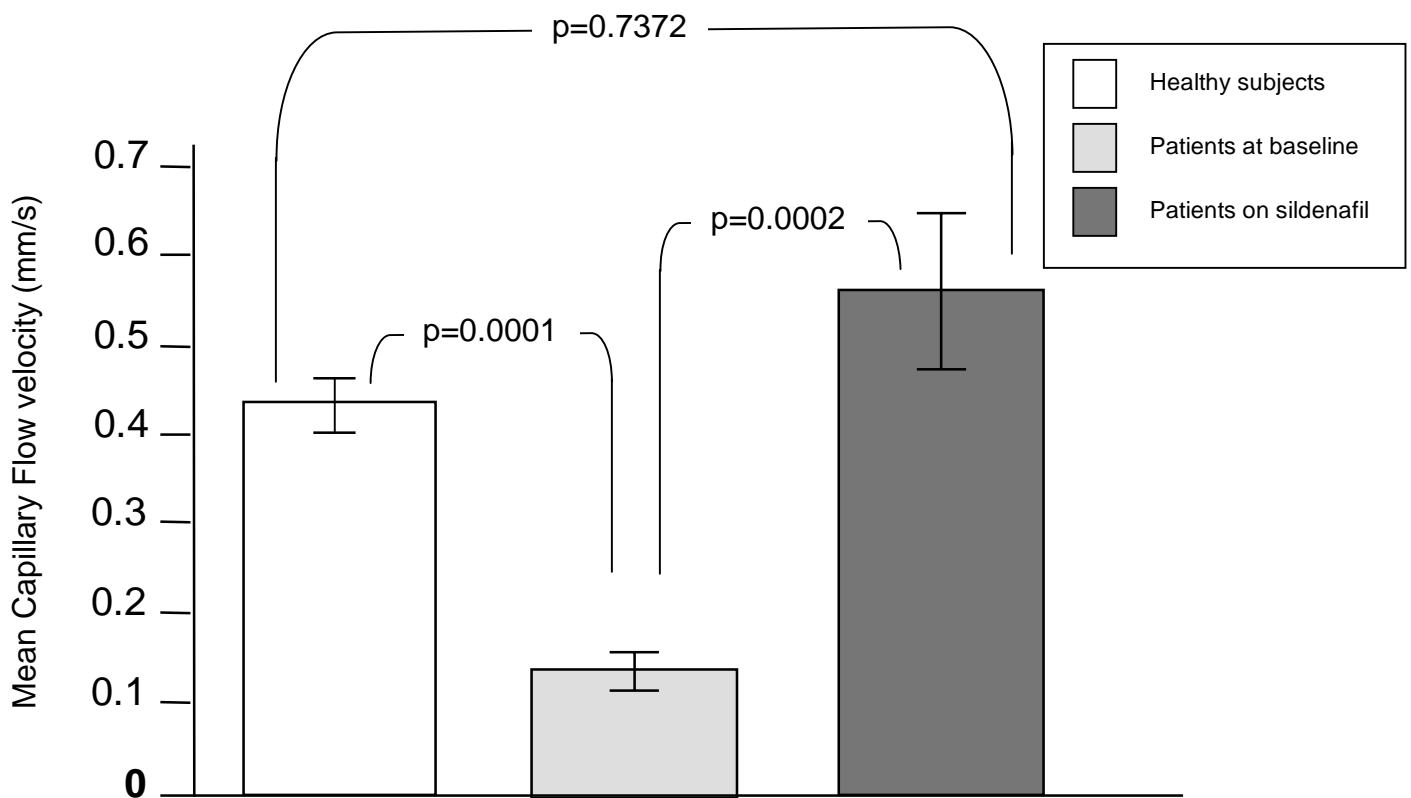 p=0.7372
Healthy subjects
Patients at baseline
Patients on sildenafil
p=0.0002
p=0.0001
Mean Capillary Flow velocity (mm/s)
0.7
0.6
0.5
0.4
0.3
0.2
0.1
0